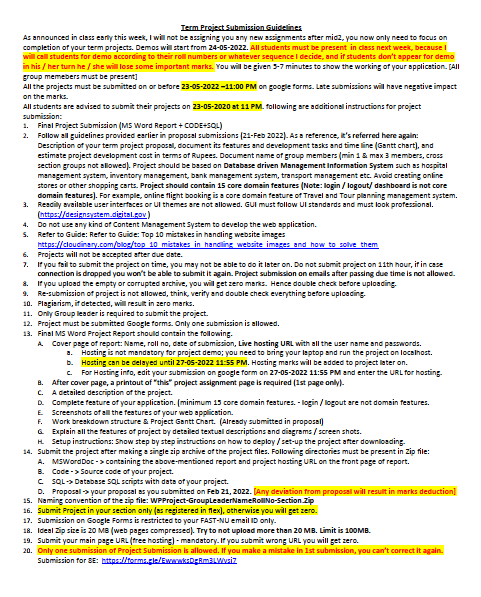 Term Project Submission Guidelines
As announced in class early this week, I will not be assigning you any new assignments after mid2, you now only need to focus on
completion of your term projects. Demos will start from 24-05-2022. All students must be present in class next week, because I
will call students for demo according to their roll numbers or whatever sequence I decide, and if students don't appear for demo
in his / her turn he / she will lose some important marks. You will be given 5-7 minutes to show the working of your application. [All
group memebers must be present]
All the projects must be submitted on or before 23-05-2022 –11:00 PM on google forms. Late submissions will have negative impact
on the marks.
All students are advised to submit their projects on 23-05-2020 at 11 PM. following are additional instructions for project
submission:
1. Final Project Submission (MS Word Report + CODE+SQL)
2. Follow all guidelines provided earlier in proposal submissions (21-Feb 2022). As a reference, it's referred here again:
Description of your term project proposal, document its features and development tasks and time line (Gantt chart), and
estimate project development cost in terms of Rupees. Document name of group members (min 1 & max 3 members, cross
section groups not allowed). Project should be based on Database driven Management Information System such as hospital
management system, inventory management, bank management system, transport management etc. Avoid creating online
stores or other shopping carts. Project should contain 15 core domain features (Note: login / logout/ dashboard is not core
domain features). For example, online flight booking is a core domain feature of Travel and Tour planning management system.
3. Readily available user interfaces or UI themes are not allowed. GUI must follow UI standards and must look professional.
(https://designsystem.digital.gov )
4. Do not use any kind of Content Management System to develop the web application.
5. Refer to Guide: Refer to Guide: Top 10 mistakes in handling website images
https://cloudinary.com/blog/top_10_mistakes_in_handling_website_images_and_how_to_solve_them
6. Projects will not be accepted after due date.
7. If you fail to submit the project on time, you may not be able to do it later on. Do not submit project on 11th hour, if in case
connection is dropped you won't be able to submit it again. Project submission on emails after passing due time is not allowed.
8. If you upload the empty or corrupted archive, you will get zero marks. Hence double check before uploading.
9. Re-submission of project is not allowed, think, verify and double check everything before uploading.
10. Plagiarism, if detected, will result in zero marks.
11. Only Group leader is required to submit the project.
12. Project must be submitted Google forms. Only one submission is allowed.
13. Final MS Word Project Report should contain the following.
A. Cover page of report: Name, roll no, date of submission, Live hosting URL with all the user name and passwords.
a. Hosting is not mandatory for project demo; you need to bring your laptop and run the project on localhost.
b. Hosting can be delayed until 27-05-2022 11:55 PM. Hosting marks will be added to project later on.
c. For Hosting info, edit your submission on google form on 27-05-2022 11:55 PM and enter the URL for hosting.
B. After cover page, a printout of "this" project assignment page is required (1st page only).
C. A detailed description of the project.
D. Complete feature of your application. (minimum 15 core domain features. - login / logout are not domain features.
E. Screenshots of all the features of your web application.
F. Work breakdown structure & Project Gantt Chart. (Already submitted in proposal)
G. Explain all the features of project by detailed textual descriptions and diagrams / screen shots.
H. Setup instructions: Show step by step instructions on how to deploy / set-up the project after downloading.
14. Submit the project after making a single zip archive of the project files. Following directories must be present in Zip file:
A. MSWordDoc - > containing the above-mentioned report and project hosting URL on the front page of report.
B. Code - > Source code of your project.
C. SQL -> Database SQL scripts with data of your project.
D. Proposal -> your proposal as you submitted on Feb 21, 2022. [Any deviation from proposal will result in marks deduction]
15. Naming convention of the zip file: WPProject-GroupLeaderNameRollNo-Section.Zip
16. Submit Project in your section only (as registered in flex), otherwise you will get zero.
17. Submission on Google Forms is restricted to your FAST-NU email ID only.
18. Ideal Zip size is 20 MB (web pages compressed). Try to not upload more than 20 MB. Limit is 100MB.
19. Submit your main page URL (free hosting) - mandatory. If you submit wrong URL you will get zero.
20. Only one submission of Project Submission is allowed. If you make a mistake in 1st submission, you can't correct it again.
Submission for 8E: https://forms.gle/EwwwksDgRm3LWvsi7